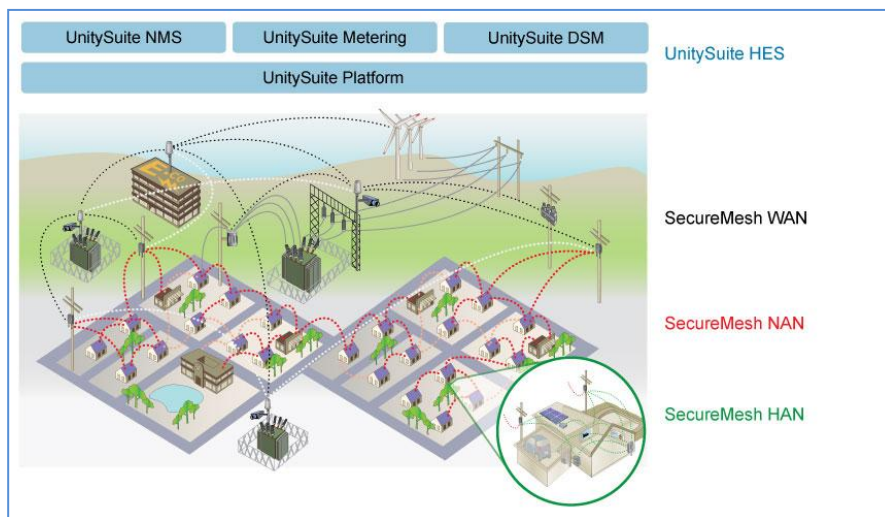 UnitySuite NMS
UnitySuite Metering
UnitySuite DSM
UnitySuite HES
UnitySuite Platform
SecureMesh WAN
SecureMesh NAN
SecureMesh HAN